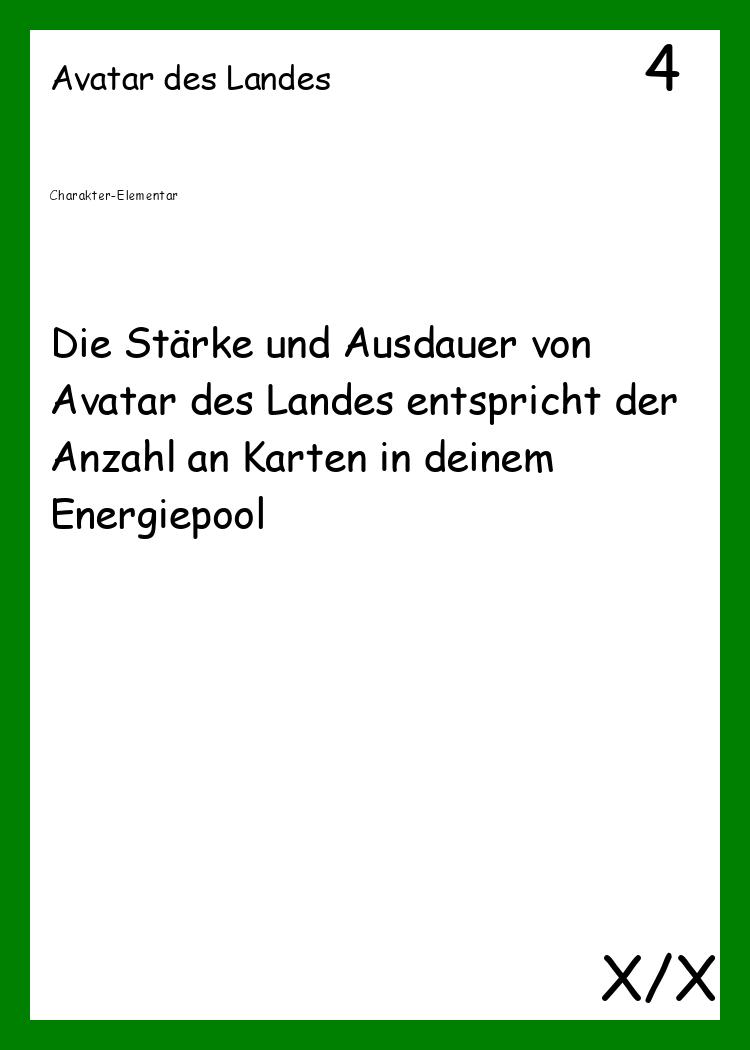 Avatar des Landes
4
Charakter-Elementar
Die Stärke und Ausdauer von
Avatar des Landes entspricht der
Anzahl an Karten in deinem
Energiepool
X/X